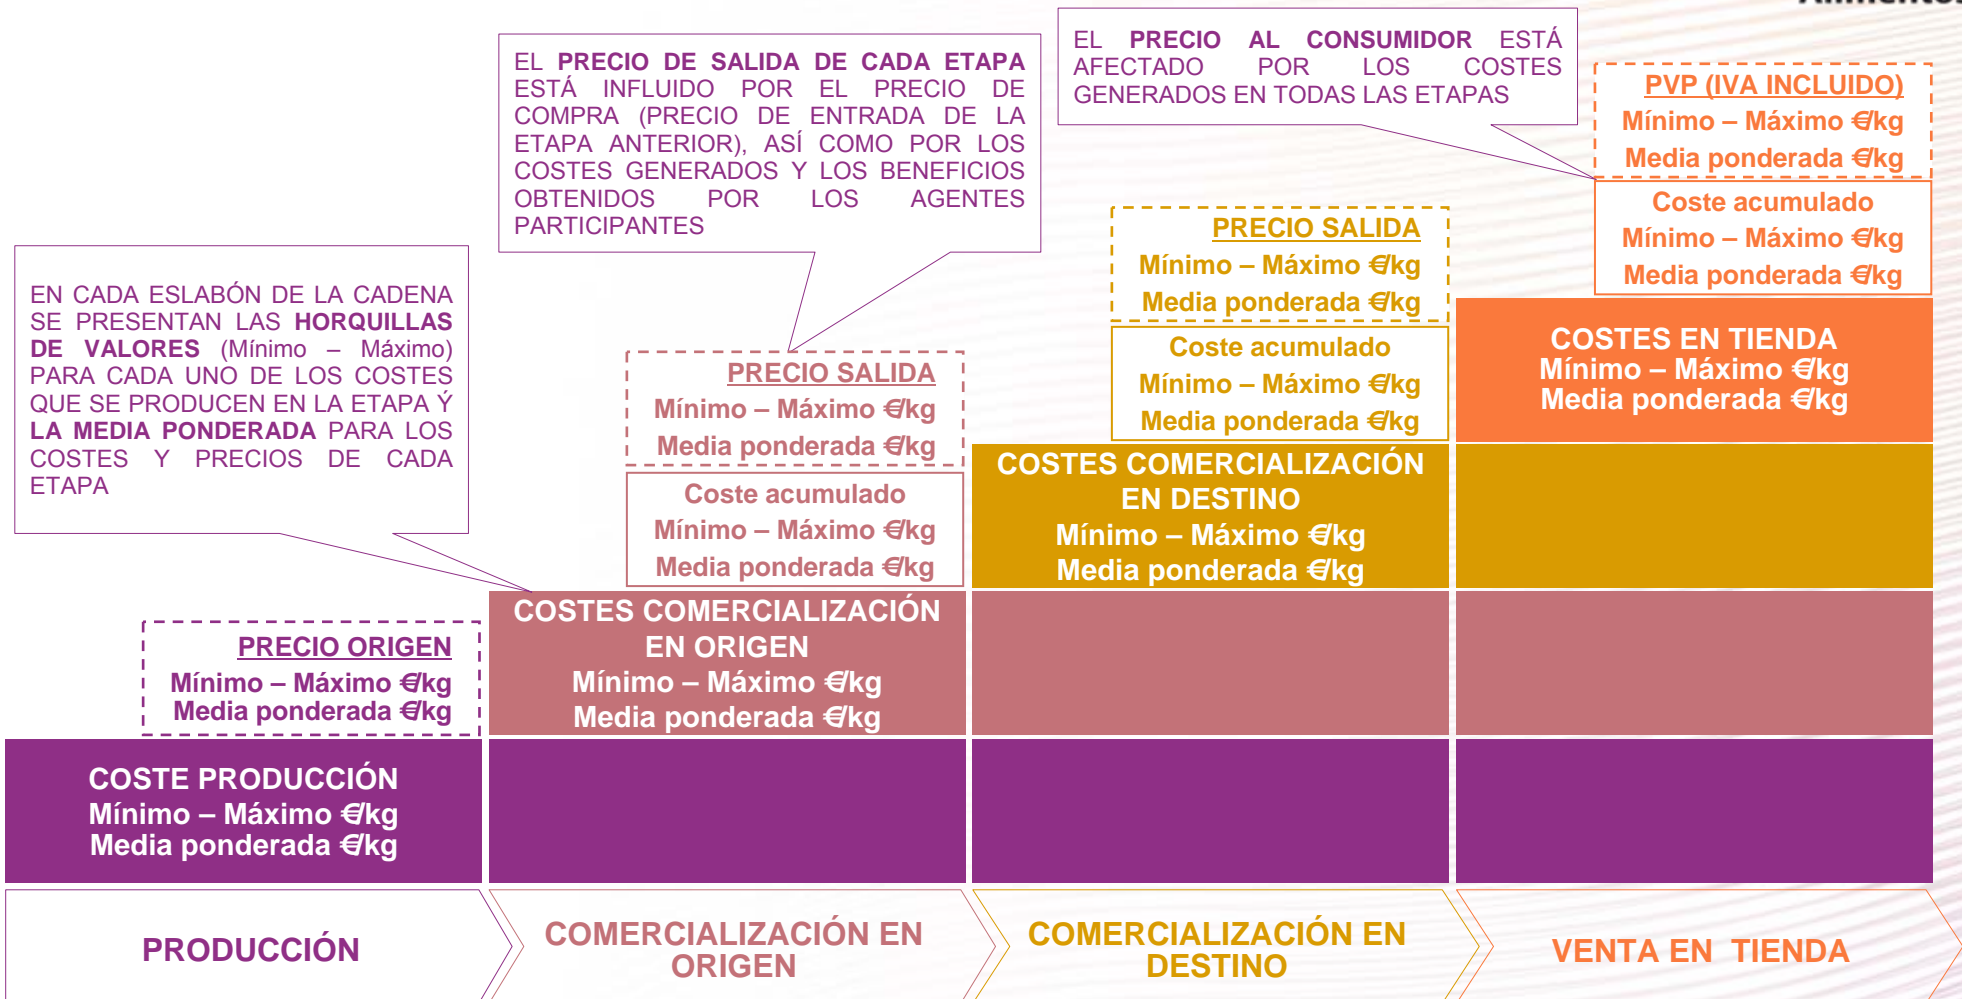 Alimentos
EL PRECIO DE SALIDA DE CADA ETAPA
ESTÁ INFLUIDO POR EL PRECIO DE
COMPRA (PRECIO DE ENTRADA DE LA
ETAPA ANTERIOR), ASÍ COMO POR LOS
COSTES GENERADOS Y LOS BENEFICIOS
OBTENIDOS POR LOS AGENTES
PARTICIPANTES
EL PRECIO AL CONSUMIDOR ESTÁ
AFECTADO POR LOS COSTES
GENERADOS EN TODAS LAS ETAPAS
PVP (IVA INCLUIDO)
Mínimo – Máximo €/kg
Media ponderada €/kg
Coste acumulado
Mínimo – Máximo €/kg
Media ponderada €/kg
PRECIO SALIDA
Mínimo – Máximo €/kg
Media ponderada €/kg
Coste acumulado
Mínimo – Máximo €/kg
Media ponderada €/kg
EN CADA ESLABÓN DE LA CADENA
SE PRESENTAN LAS HORQUILLAS
DE VALORES (Mínimo – Máximo)
PARA CADA UNO DE LOS COSTES
QUE SE PRODUCEN EN LA ETAPA Ý
LA MEDIA PONDERADA PARA LOS
COSTES Y PRECIOS DE CADA
ETAPA
PRECIO SALIDA
Mínimo – Máximo €/kg
Media ponderada €/kg
Coste acumulado
Mínimo – Máximo €/kg
Media ponderada €/kg
COSTES EN TIENDA
Mínimo – Máximo €/kg
Media ponderada €/kg
COSTES COMERCIALIZACIÓN
EN DESTINO
Mínimo – Máximo €/kg
Media ponderada €/kg
COSTES COMERCIALIZACIÓN
EN ORIGEN
Mínimo – Máximo €/kg
Media ponderada €/kg
PRECIO ORIGEN
Mínimo – Máximo €/kg
Media ponderada €/kg
COSTE PRODUCCIÓN
Mínimo – Máximo €/kg
Media ponderada €/kg
PRODUCCIÓN
COMERCIALIZACIÓN EN
ORIGEN
COMERCIALIZACIÓN EN
DESTINO
VENTA EN TIENDA